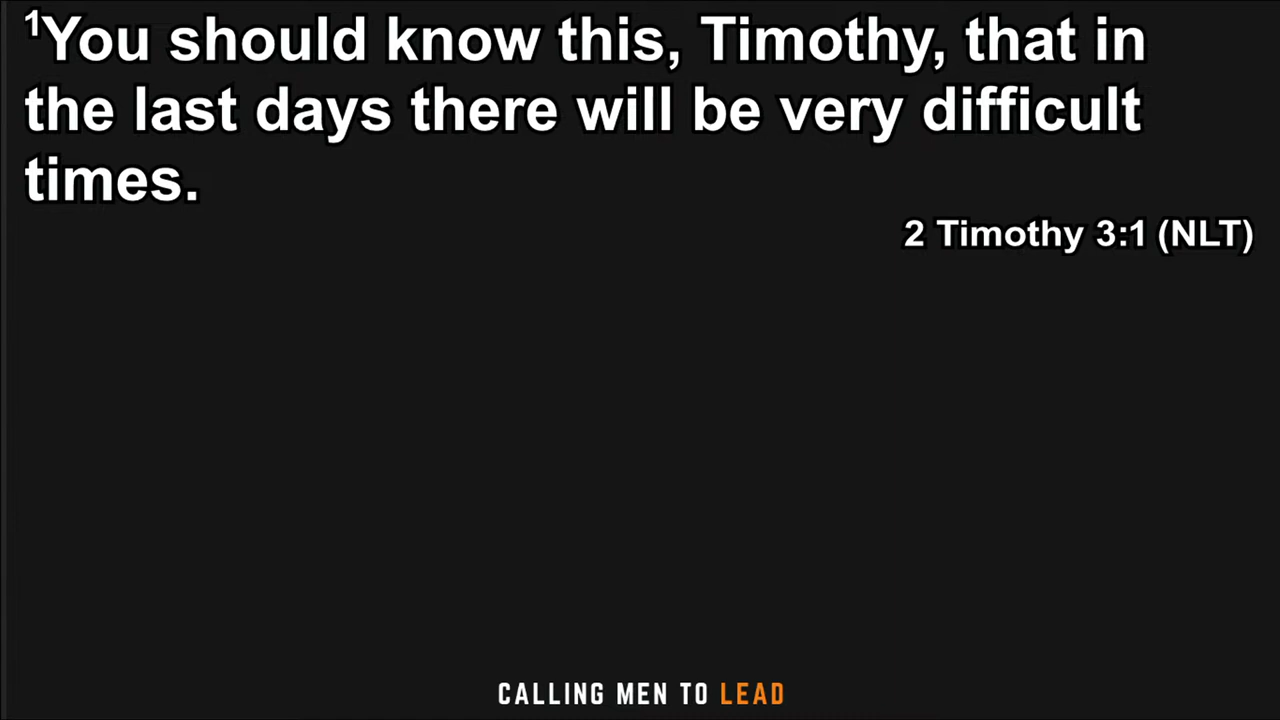 ¹You should know this, Timothy, that in
the last days there will be very difficult
times.
2 Timothy 3:1 (NLT)
CALLING MEN TO LEAD